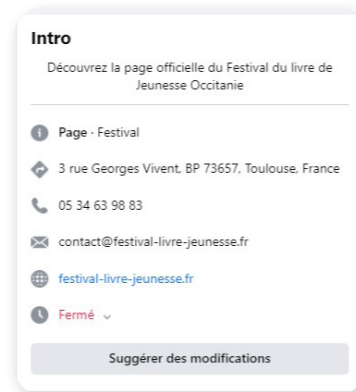 Intro
Découvrez la page officielle du Festival du livre de
Jeunesse Occitanie
Page · Festival
3 rue Georges Vivent, BP 73657, Toulouse, France
05 34 63 98 83
contact@festival-livre-jeunesse.fr
festival-livre-jeunesse.fr
Fermé
Suggérer des modifications